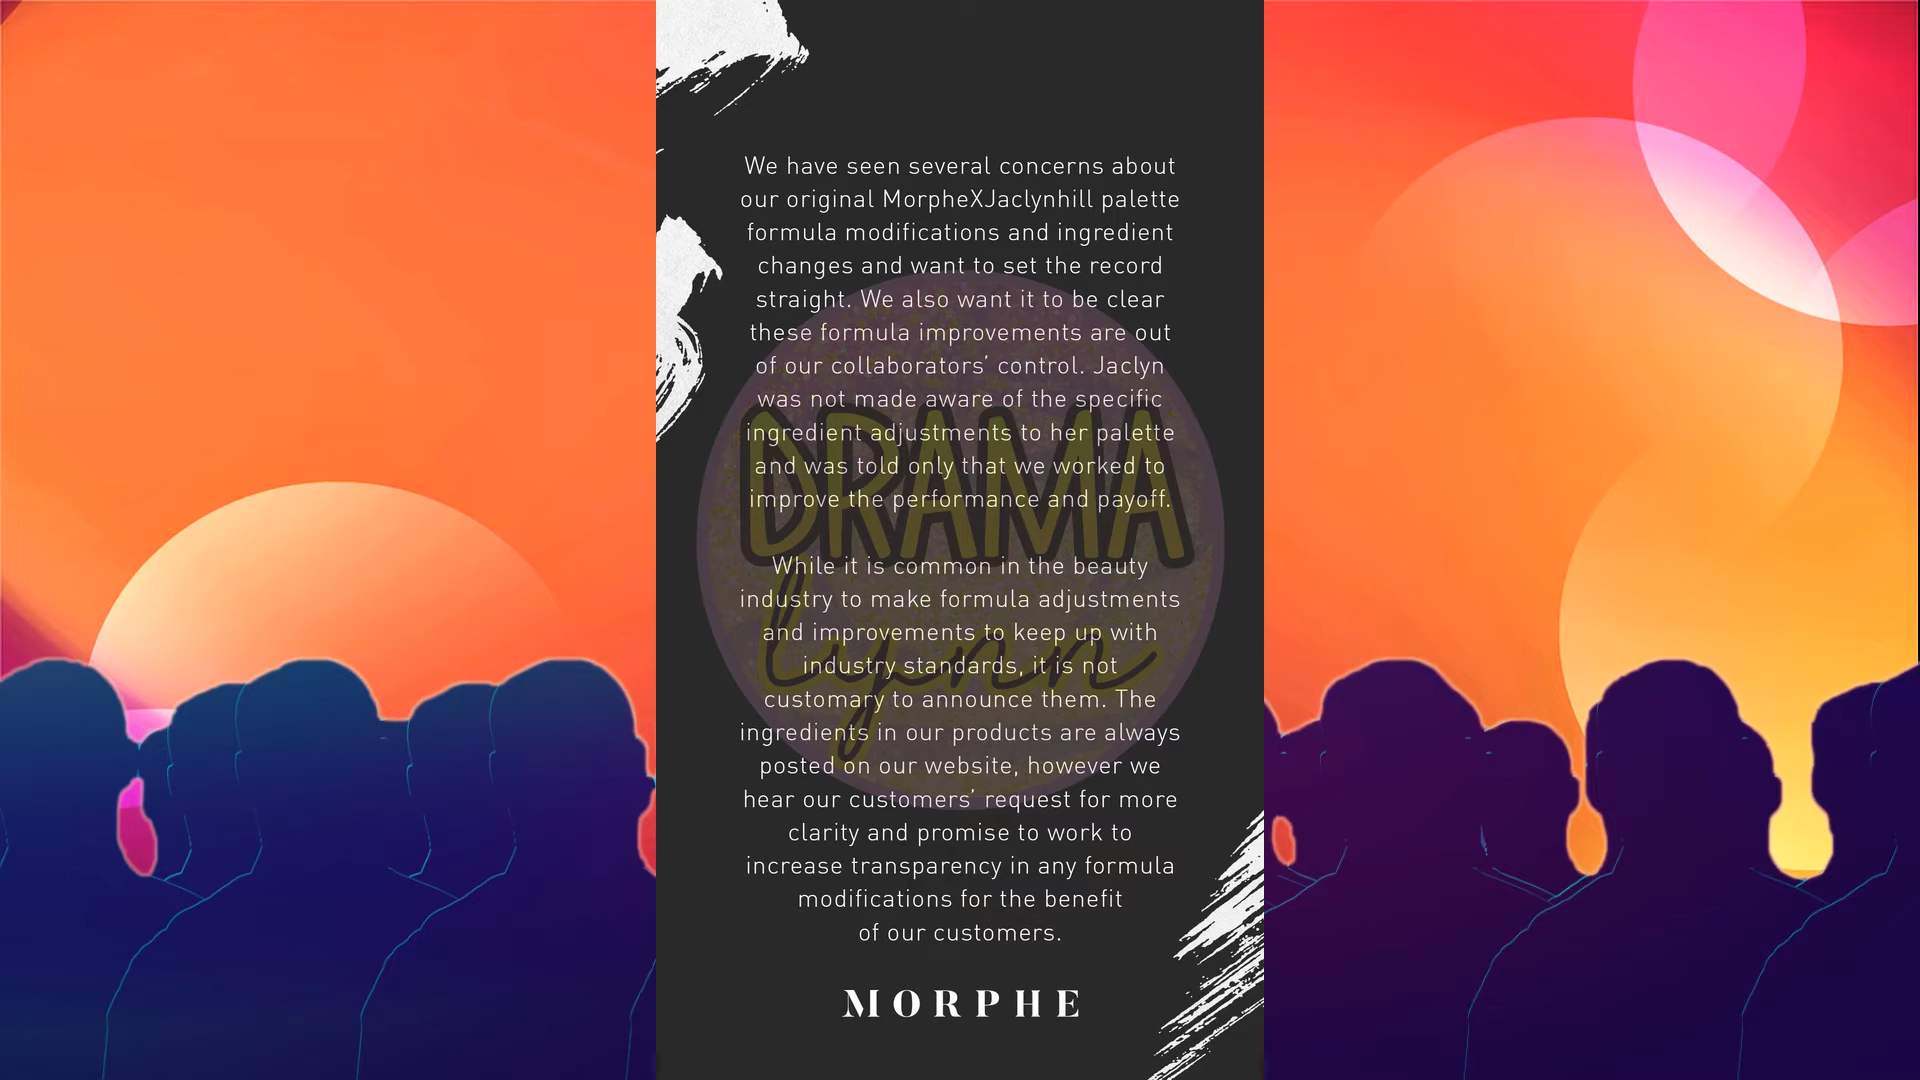 We have seen several concerns about
our original MorpheXJaclynhill palette
formula modifications and ingredient
changes and want to set the record
straight. We also want it to be clear
these formula improvements are out
of our collaborators’ control. Jaclyn
was not made aware of the specific
ingredient adjustments to her palette
and was told only that we worked to
improve the performance and payoff.
While it is common in the beauty
industry to make formula adjustments
and improvements to keep up with
industry standards, it is not
customary to announce them. The
ingredients in our products are always
posted on our website, however we
hear our customers’ request for more
clarity and promise to work to
increase transparency in any formula
modifications for the benefit
of our customers.
MORPHE
DRAMA
lynn